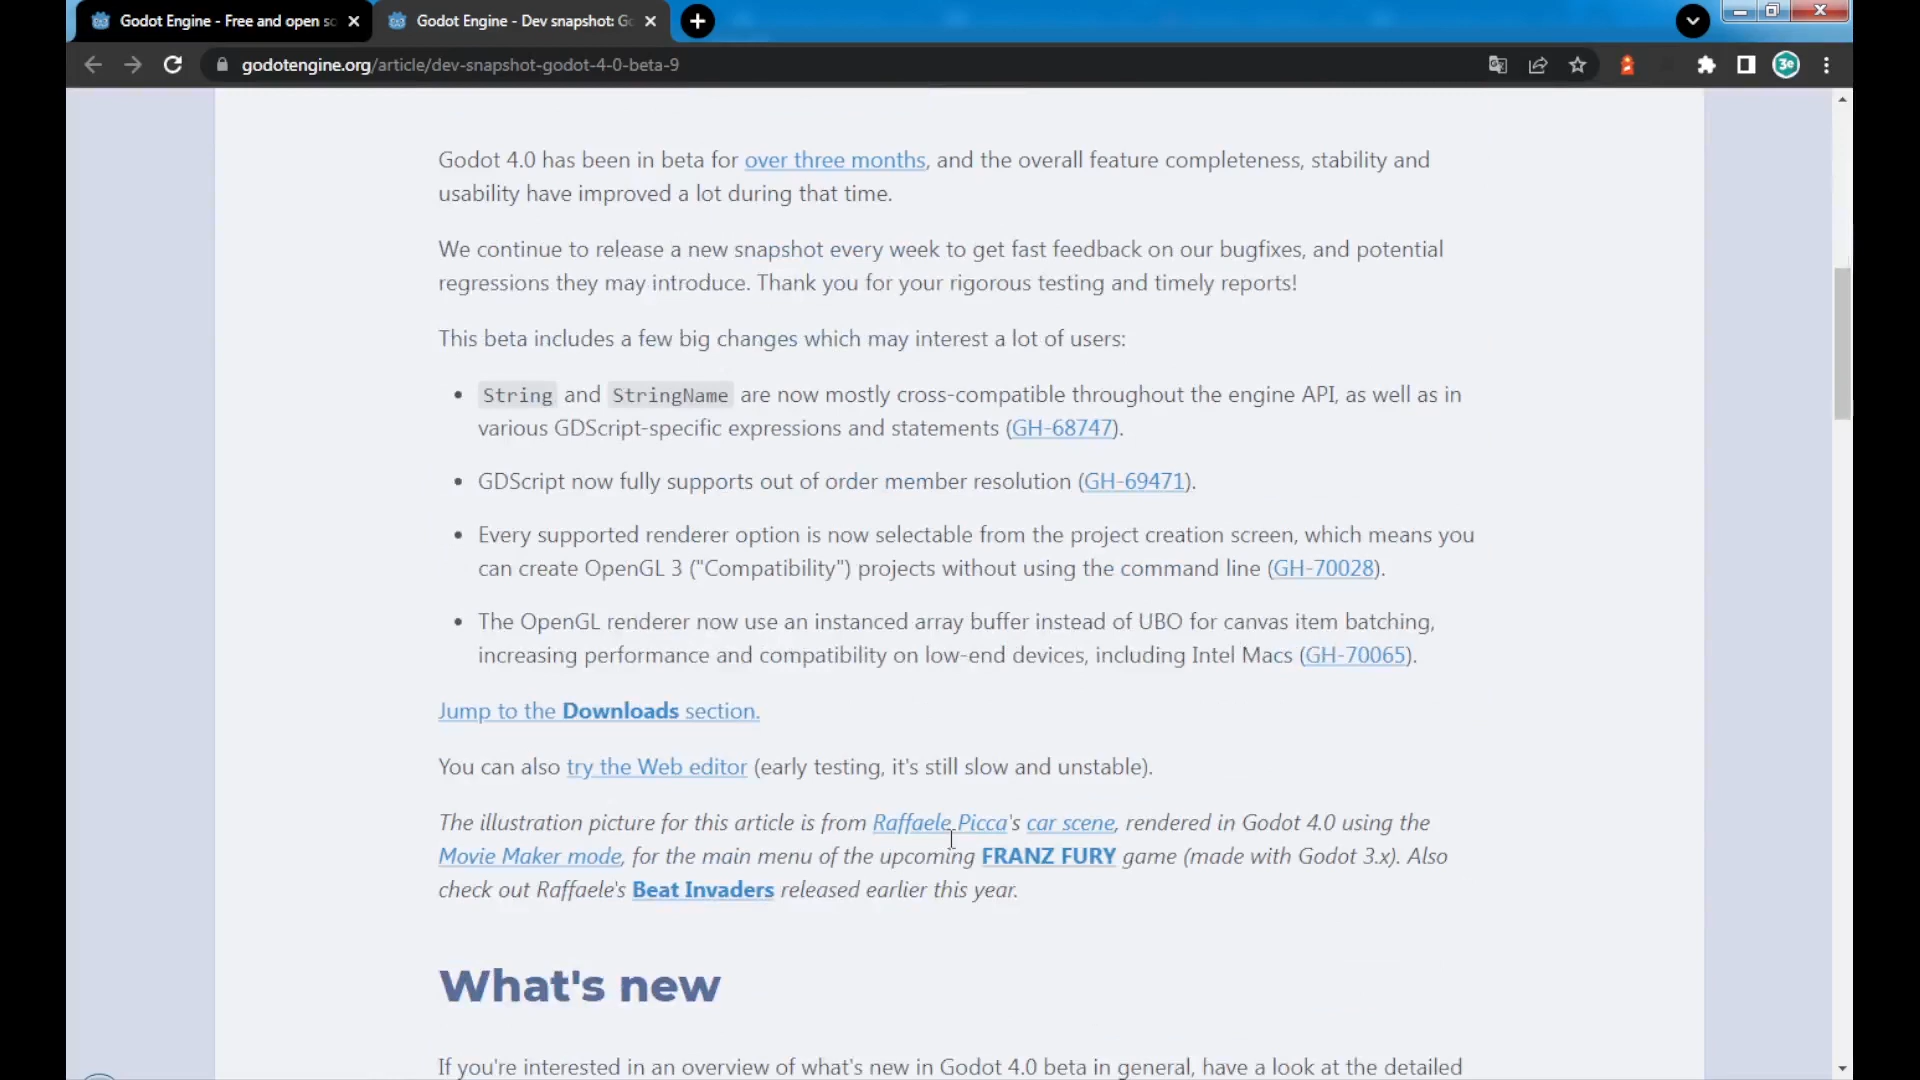 Godot Engine - Free and open so
Godot Engine - Dev snapshot: Go
godotengine.org/article/dev-snapshot-godot-4-0-beta-9
3e
Godot 4.0 has been in beta for over three months, and the overall feature completeness, stability and
usability have improved a lot during that time.
We continue to release a new snapshot every week to get fast feedback on our bugfixes, and potential
regressions they may introduce. Thank you for your rigorous testing and timely reports!
This beta includes a few big changes which may interest a lot of users:
• String and StringName are now mostly cross-compatible throughout the engine API, as well as in
various GDScript-specific expressions and statements (GH-68747).
• GDScript now fully supports out of order member resolution (GH-69471).
• Every supported renderer option is now selectable from the project creation screen, which means you
can create OpenGL 3 ("Compatibility") projects without using the command line (GH-70028).
• The OpenGL renderer now use an instanced array buffer instead of UBO for canvas item batching,
increasing performance and compatibility on low-end devices, including Intel Macs (GH-70065).
Jump to the Downloads section.
You can also try the Web editor (early testing, it's still slow and unstable).
The illustration picture for this article is from Raffaele Picca's car scene, rendered in Godot 4.0 using the
Movie Maker mode, for the main menu of the upcoming FRANZ FURY game (made with Godot 3.x). Also
check out Raffaele's Beat Invaders released earlier this year.
What's new
If you're interested in an overview of what's new in Godot 4.0 beta in general, have a look at the detailed